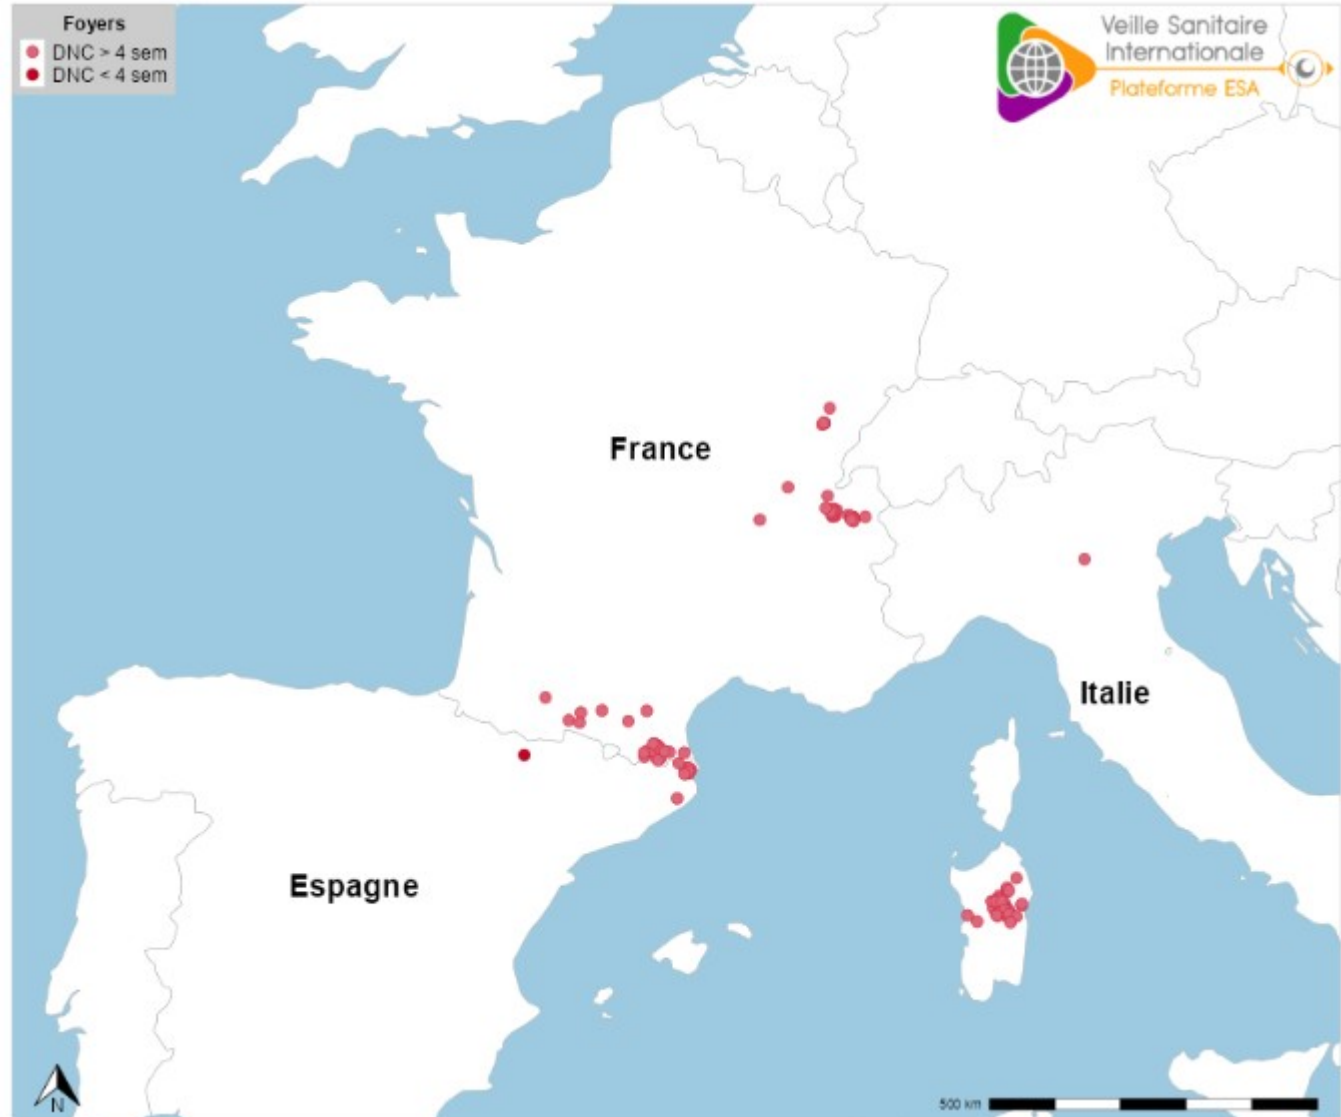 Foyers
DNC > 4 sem
DNC < 4 sem
Veille Sanitaire
Internationale
Plateforme ESA
France
Italie
Espagne
N
500 km